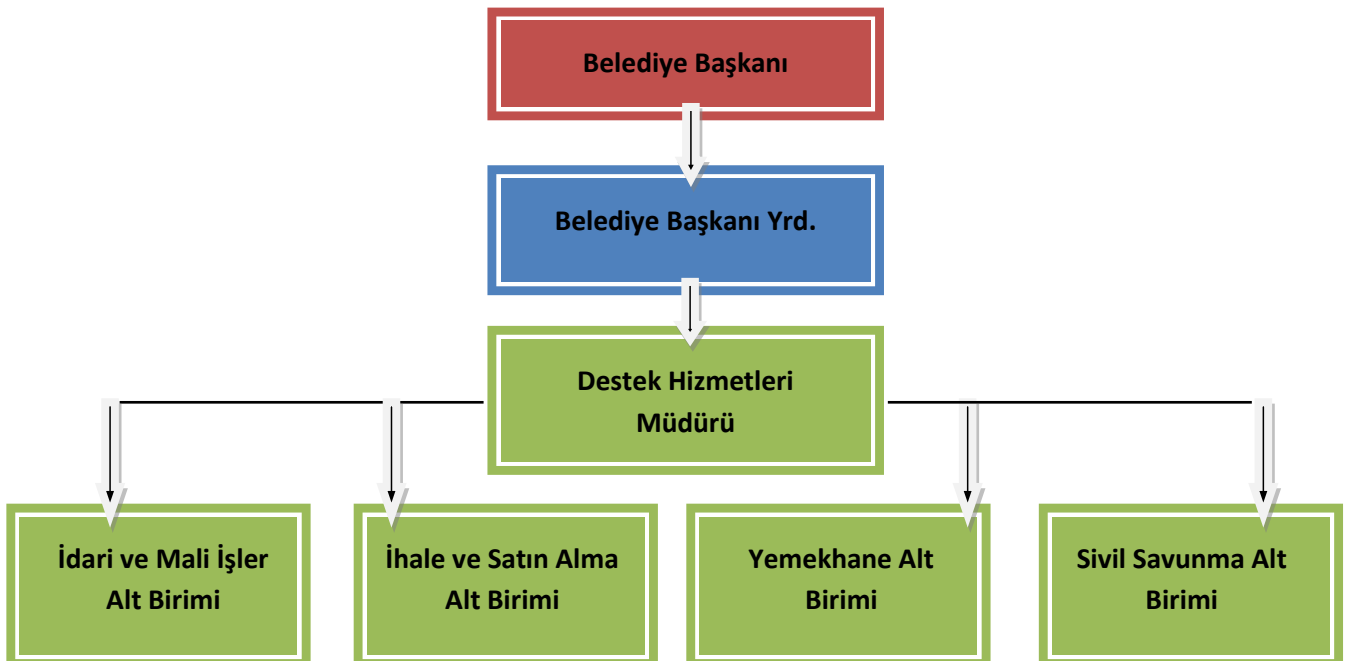 Belediye Başkanı
Belediye Başkanı Yrd.
Destek Hizmetleri
Müdürü
İdari ve Mali İşler
Alt Birimi
İhale ve Satın Alma
Alt Birimi
Yemekhane Alt
Birimi
Sivil Savunma Alt
Birimi